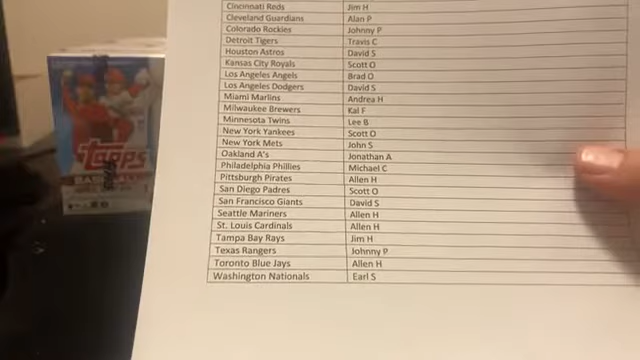 Cincinnati Reds Jim H
Cleveland Guardians Alan P
Colorado Rockies Johnny P
Detroit Tigers Travis C
Houston Astros David S
Kansas City Royals Scott O
Los Angeles Angels Brad O
Los Angeles Dodgers David S
Miami Marlins Andrea H
Milwaukee Brewers Kal F
Minnesota Twins Lee B
New York Yankees Scott O
New York Mets John S
Oakland A's Jonathan A
Philadelphia Phillies Michael C
Pittsburgh Pirates Allen H
San Diego Padres Scott O
San Francisco Giants David S
Seattle Mariners Allen H
St. Louis Cardinals Allen H
Tampa Bay Rays Jim H
Texas Rangers Johnny P
Toronto Blue Jays Allen H
Washington Nationals Earl S
Topps